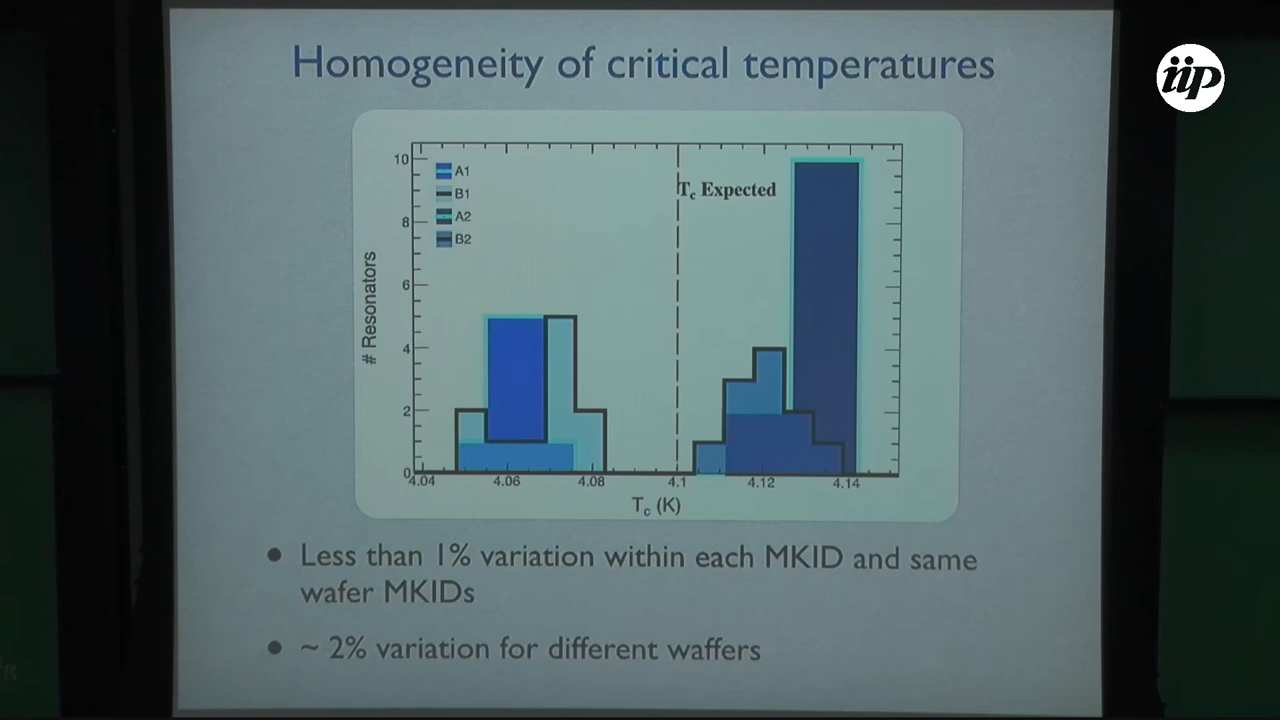 Homogeneity of critical temperatures
iip
10
8
6
4
2
0
A1
B1
A2
B2
Tc Expected
# Resonators
4.04 4.06 4.08 4.1 4.12 4.14
Tc (K)
● Less than 1% variation within each MKID and same
wafer MKIDs
● ~ 2% variation for different waffers